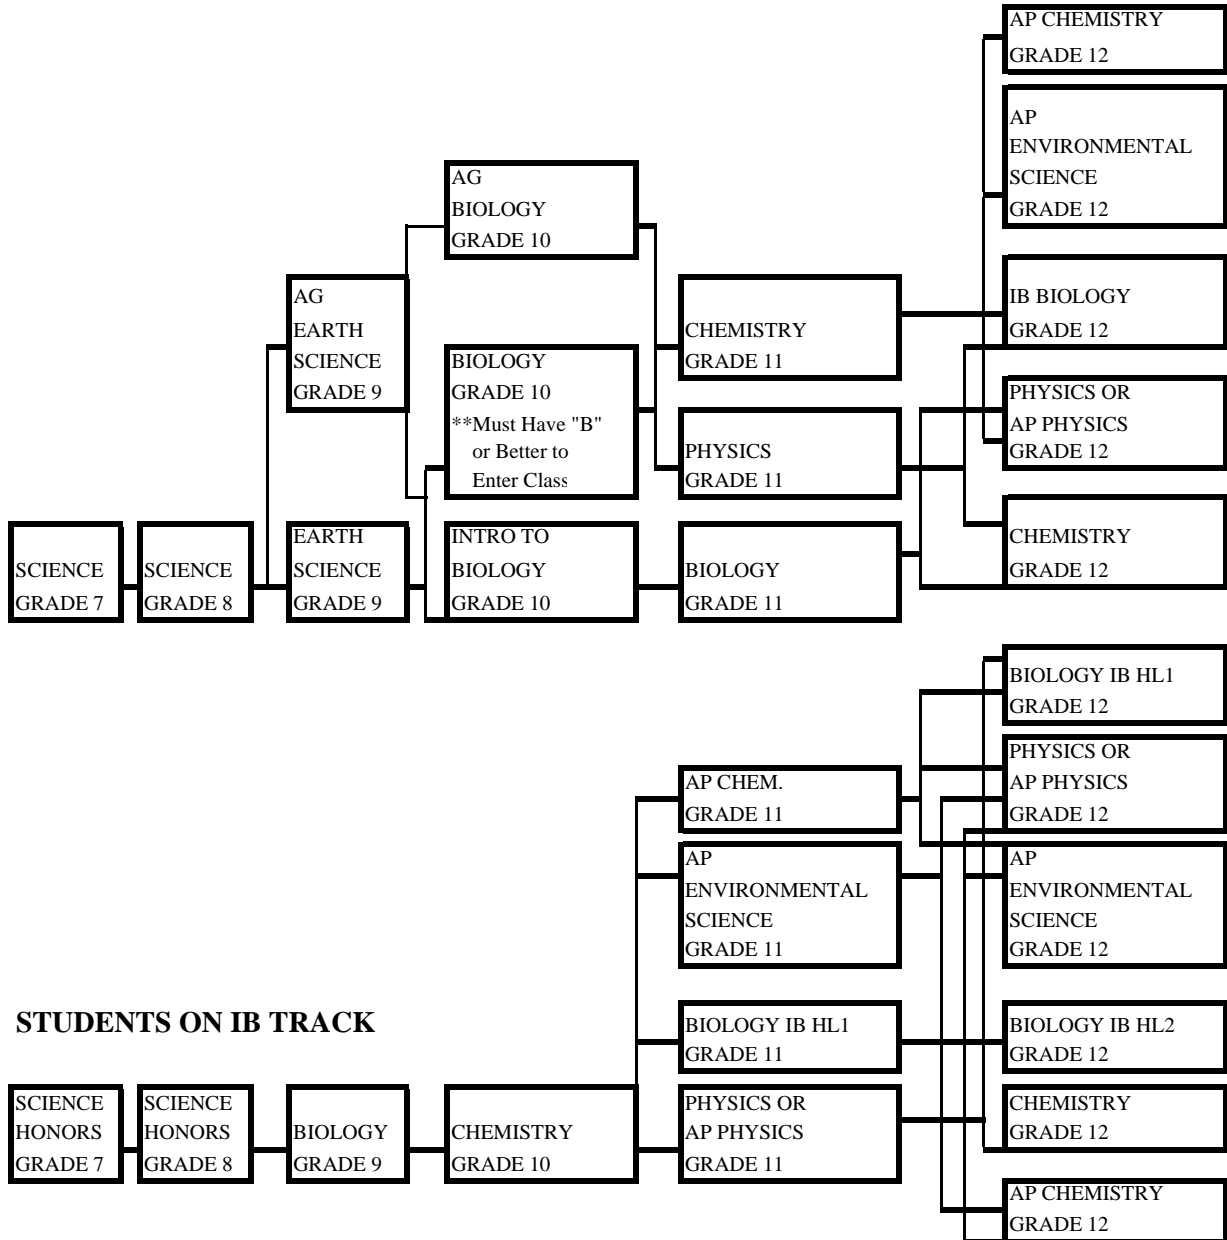 AP CHEMISTRY
GRADE 12
AP
ENVIRONMENTAL
SCIENCE
GRADE 12
AG
BIOLOGY
GRADE 10
AG
EARTH
SCIENCE
GRADE 9
IB BIOLOGY
GRADE 12
CHEMISTRY
GRADE 11
BIOLOGY
GRADE 10
**Must Have "B"
or Better to
Enter Class
PHYSICS OR
AP PHYSICS
GRADE 12
PHYSICS
GRADE 11
SCIENCE
GRADE 7
SCIENCE
GRADE 8
EARTH
SCIENCE
GRADE 9
INTRO TO
BIOLOGY
GRADE 10
BIOLOGY
GRADE 11
CHEMISTRY
GRADE 12
BIOLOGY IB HL1
GRADE 12
PHYSICS OR
AP PHYSICS
GRADE 12
AP CHEM.
GRADE 11
AP
ENVIRONMENTAL
SCIENCE
GRADE 11
AP
ENVIRONMENTAL
SCIENCE
GRADE 12
STUDENTS ON IB TRACK
BIOLOGY IB HL1
GRADE 11
BIOLOGY IB HL2
GRADE 12
SCIENCE
HONORS
GRADE 7
SCIENCE
HONORS
GRADE 8
BIOLOGY
GRADE 9
CHEMISTRY
GRADE 10
PHYSICS OR
AP PHYSICS
GRADE 11
CHEMISTRY
GRADE 12
AP CHEMISTRY
GRADE 12